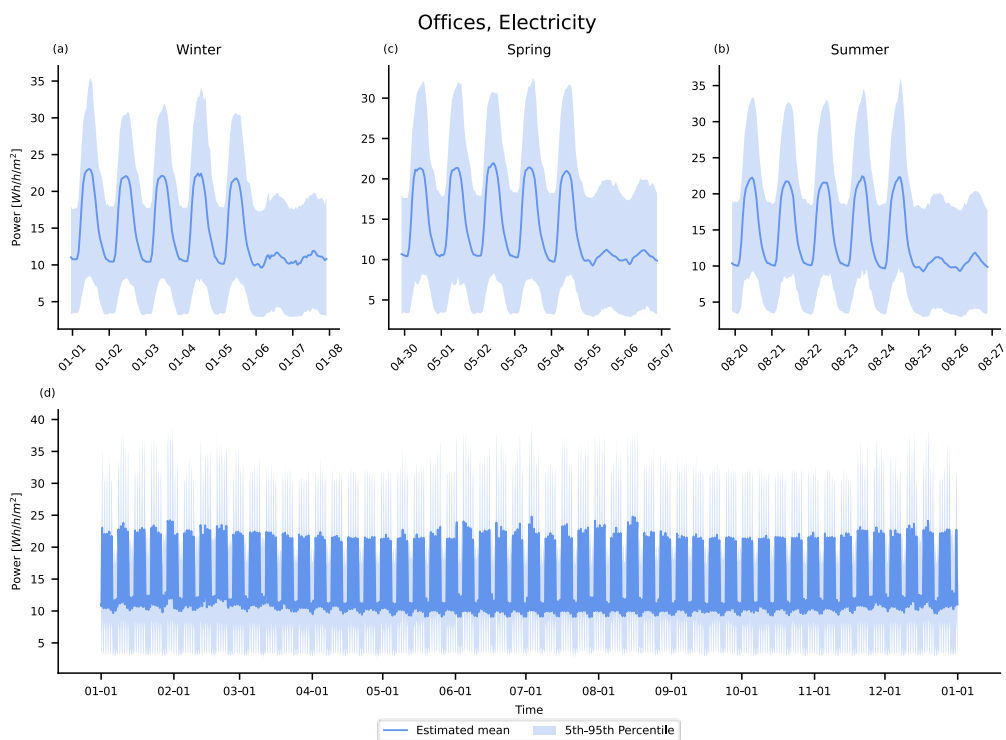 Offices, Electricity
(a) Winter
(c) Spring
(b) Summer
Power [Wh/h/m²]
35
30
25
20
15
10
5
01-01 01-02 01-03 01-04 01-05 01-06 01-07 01-08
30
25
20
15
10
5
04-30 05-01 05-02 05-03 05-04 05-05 05-06 05-07
35
30
25
20
15
10
5
08-20 08-21 08-22 08-23 08-24 08-25 08-26 08-27
(d)
Power [Wh/h/m²]
40
35
30
25
20
15
10
5
01-01 02-01 03-01 04-01 05-01 06-01 07-01 08-01 09-01 10-01 11-01 12-01 01-01
Time
Estimated mean 5th-95th Percentile